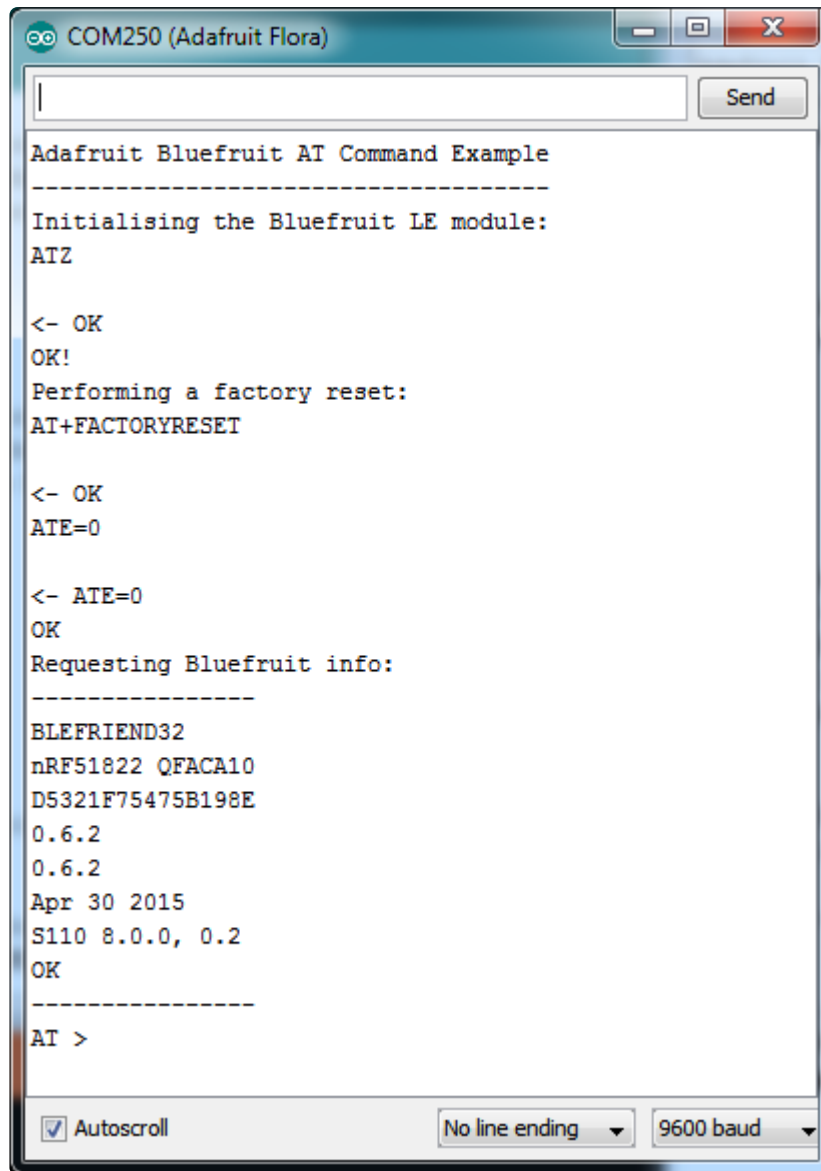 COM250 (Adafruit Flora)
Send
Adafruit Bluefruit AT Command Example
-------------------------------------
Initialising the Bluefruit LE module:
ATZ
<- OK
OK!
Performing a factory reset:
AT+FACTORYRESET
<- OK
ATE=0
<- ATE=0
OK
Requesting Bluefruit info:
----------------
BLEFRIEND32
nRF51822 QFACA10
D5321F75475B198E
0.6.2
0.6.2
Apr 30 2015
S110 8.0.0, 0.2
OK
----------------
AT >
Autoscroll No line ending 9600 baud